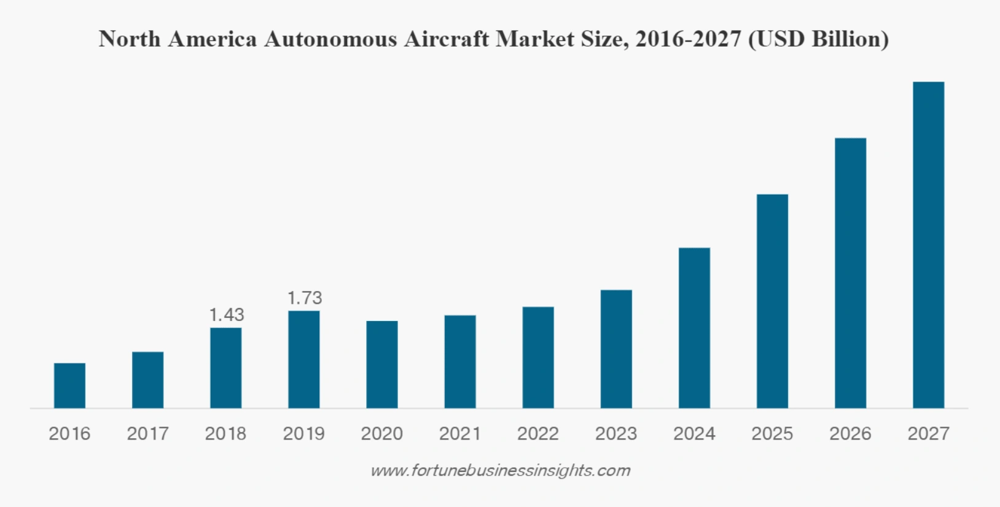 North America Autonomous Aircraft Market Size, 2016-2027 (USD Billion)
1.73
1.43
2016 2017 2018 2019 2020 2021 2022 2023 2024 2025 2026 2027
www.fortunebusinessinsights.com